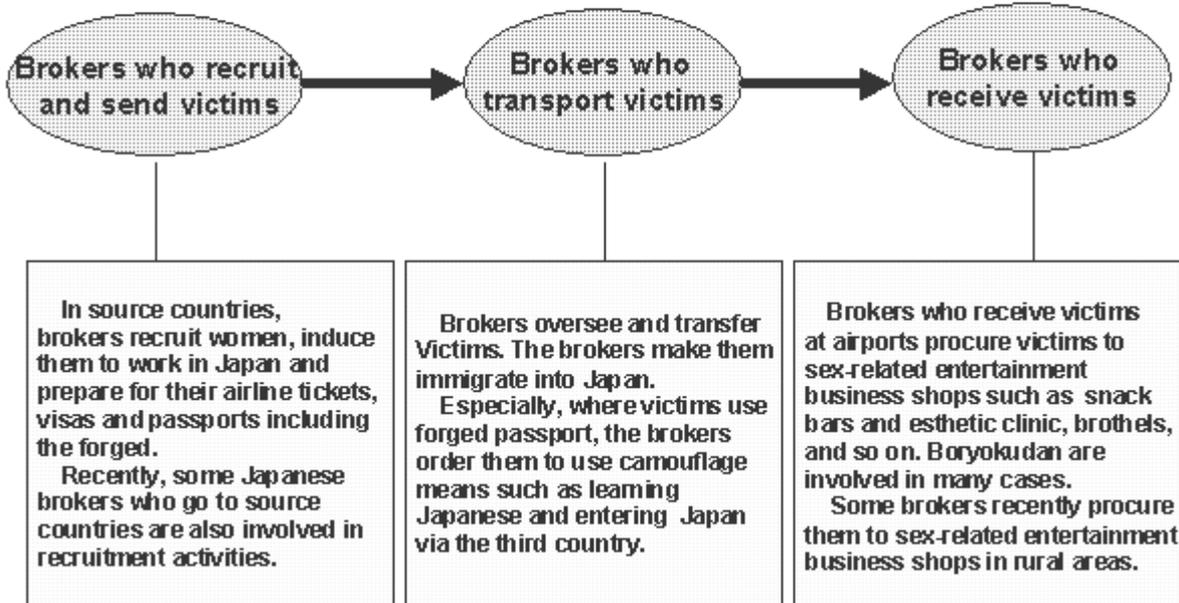 Brokers who recruit
and send victims
Brokers who
transport victims
Brokers who
receive victims
In source countries,
brokers recruit women, induce
them to work in Japan and
prepare for their airline tickets,
visas and passports including
the forged.
Recently, some Japanese
brokers who go to source
countries are also involved in
recruitment activities.
Brokers oversee and transfer
Victims. The brokers make them
immigrate into Japan.
Especially, where victims use
forged passport, the brokers
order them to use camouflage
means such as learning
Japanese and entering Japan
via the third country.
Brokers who receive victims
at airports procure victims to
sex-related entertainment
business shops such as snack
bars and esthetic clinic, brothels,
and so on. Boryokudan are
involved in many cases.
Some brokers recently procure
them to sex-related entertainment
business shops in rural areas.